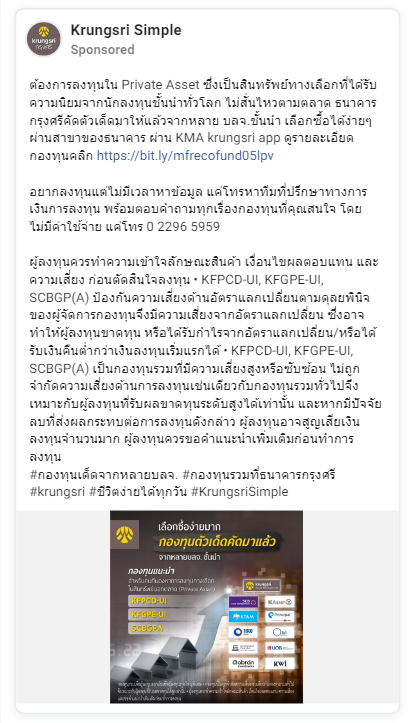 Krungsri Simple
Sponsored
ต้องการลงทุนใน Private Asset ซึ่งเป็นสินทรัพย์ทางเลือกที่ได้รับ
ความนิยมจากนักลงทุนชั้นนำทั่วโลก ไม่สั่นไหวตามตลาด ธนาคาร
กรุงศรีคัดตัวเด็ดมาให้แล้วจากหลาย บลจ.ชั้นนำ เลือกซื้อได้ง่ายๆ
ผ่านสาขาของธนาคาร ผ่าน KMA krungsri app ดูรายละเอียด
กองทุนคลิก https://bit.ly/mfrecofund05lpv
อยากลงทุนแต่ไม่มีเวลาหาข้อมูล แค่โทรหาทีมที่ปรึกษาทางการ
เงินการลงทุน พร้อมตอบคำถามทุกเรื่องกองทุนที่คุณสนใจ โดย
ไม่มีค่าใช้จ่าย แค่โทร 0 2296 5959
ผู้ลงทุนควรทำความเข้าใจลักษณะสินค้า เงื่อนไขผลตอบแทน และ
ความเสี่ยง ก่อนตัดสินใจลงทุน • KFPCD-UI, KFGPE-UI,
SCBGP(A) ป้องกันความเสี่ยงด้านอัตราแลกเปลี่ยนตามดุลยพินิจ
ของผู้จัดการกองทุนจึงมีความเสี่ยงจากอัตราแลกเปลี่ยน ซึ่งอาจ
ทำให้ผู้ลงทุนขาดทุน หรือได้รับกำไรจากอัตราแลกเปลี่ยน/หรือได้
รับเงินคืนต่ำกว่าเงินลงทุนเริ่มแรกได้ • KFPCD-UI, KFGPE-UI,
SCBGP(A) เป็นกองทุนรวมที่มีความเสี่ยงสูงหรือซับซ้อน ไม่ถูก
จำกัดความเสี่ยงด้านการลงทุนเช่นเดียวกับกองทุนรวมทั่วไปจึง
เหมาะกับผู้ลงทุนที่รับผลขาดทุนระดับสูงได้เท่านั้น และหากมีปัจจัย
ลบที่ส่งผลกระทบต่อการลงทุนดังกล่าว ผู้ลงทุนอาจสูญเสียเงิน
ลงทุนจำนวนมาก ผู้ลงทุนควรขอคำแนะนำเพิ่มเติมก่อนทำการ
ลงทุน
#กองทุนเด็ดจากหลายบลจ. #กองทุนรวมที่ธนาคารกรุงศรี
#krungsri #ชีวิตง่ายได้ทุกวัน #KrungsriSimple
เลือกซื้อง่ายมาก
กองทุนตัวเด็ดคัดมาแล้ว
จากหลายบลจ. ชั้นนำ
กองทุนแนะนำ
KFPCD-UI
KFGPE-UI
SCBGPA
KTAM
Principal
UOB
abrdn
KWI